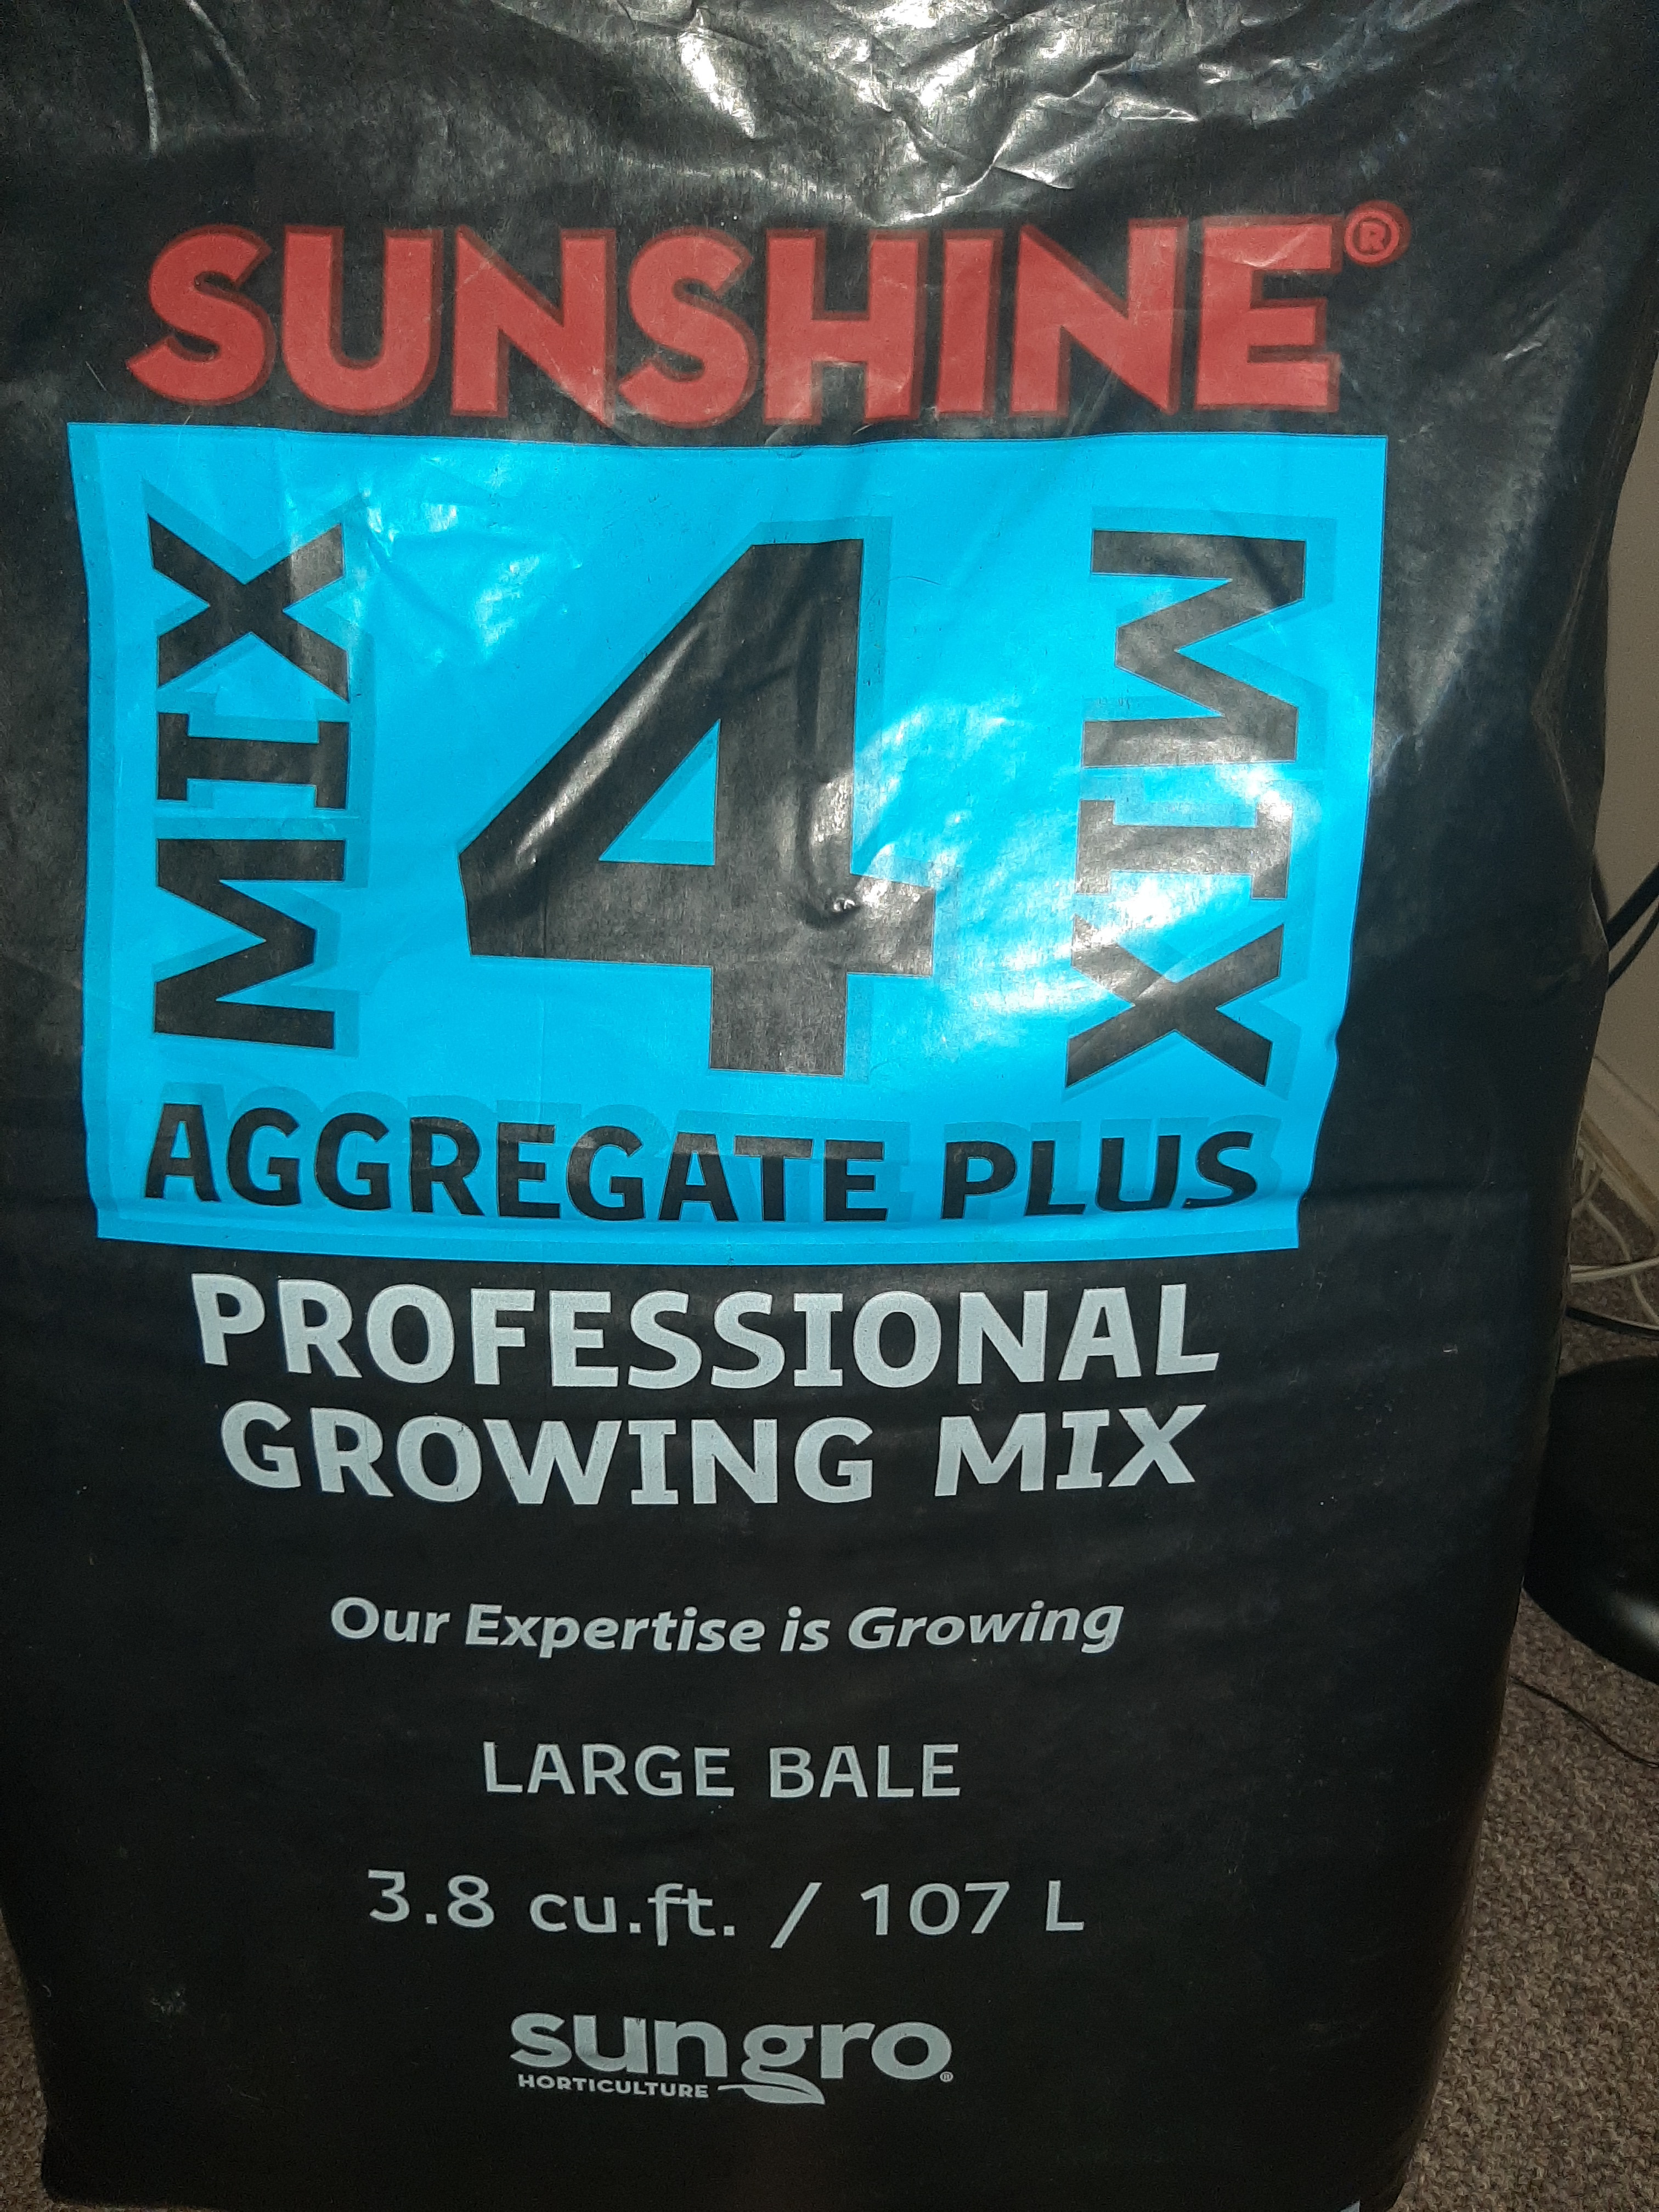 SUNSHINE®
MIX
4
MIX
AGGREGATE PLUS
PROFESSIONAL
GROWING MIX
Our Expertise is Growing
LARGE BALE
3.8 cu.ft. / 107 L
sungro®
HORTICULTURE